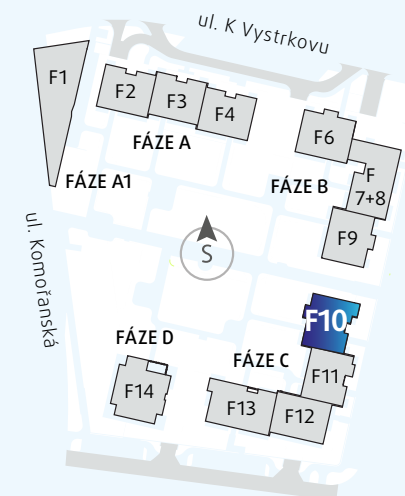 ul. K Vystrkovu
F1
F2
F3
F4
FÁZE A
F6
FÁZE A1
FÁZE B
F
7+8
F9
ul. Komořanská
S
F10
FÁZE D
FÁZE C
F11
F14
F13
F12